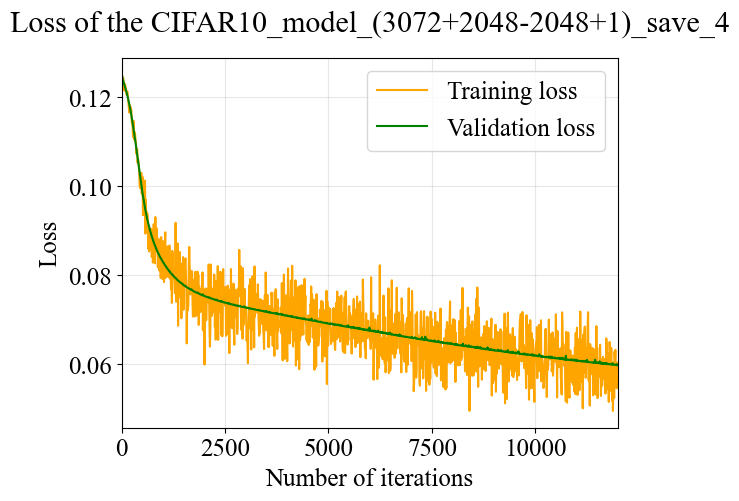 Loss of the CIFAR10_model_(3072+2048-2048+1)_save_4
Training loss
Validation loss
0.12
0.10
0.08
0.06
Loss
0
2500
5000
7500
10000
Number of iterations